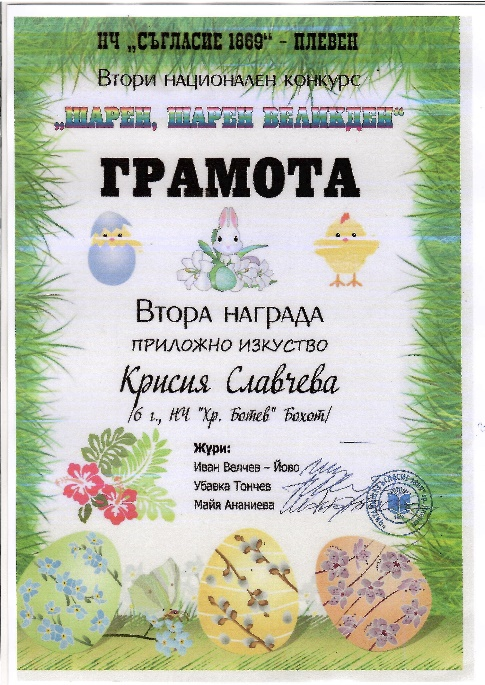 НЧ „СЪГЛАСИЕ 1869“ - ПЛЕВЕН
Втори национален конкурс
„ШАРЕН, ШАРЕН ВЕЛИКДЕН“
ГРАМОТА
Втора награда
приложно изкуство
Крисия Славчева
/6 г., НЧ "Хр. Ботев" Бохот/
Жури:
Иван Велчев – Йово
Убавка Тончев
Майя Ананиева